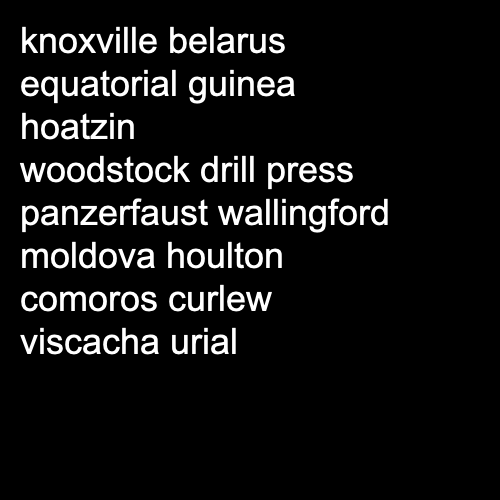 knoxville belarus
equatorial guinea
hoatzin
woodstock drill press
panzerfaust wallingford
moldova houlton
comoros curlew
viscacha urial